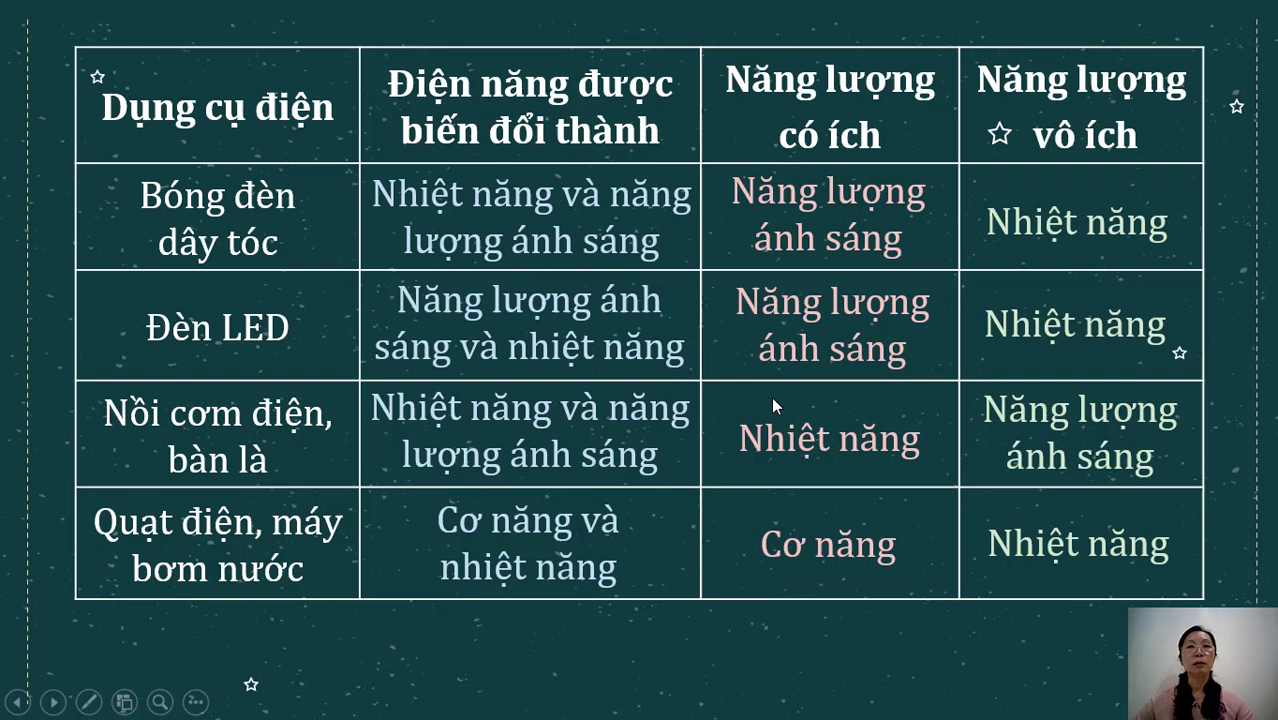 Dụng cụ điện
Điện năng được
biến đổi thành
Năng lượng
có ích
Năng lượng
vô ích
Bóng đèn
dây tóc
Nhiệt năng và năng
lượng ánh sáng
Năng lượng
ánh sáng
Nhiệt năng
Đèn LED
Năng lượng ánh
sáng và nhiệt năng
Năng lượng
ánh sáng
Nhiệt năng
Nồi cơm điện,
bàn là
Nhiệt năng và năng
lượng ánh sáng
Nhiệt năng
Năng lượng
ánh sáng
Quạt điện, máy
bơm nước
Cơ năng và
nhiệt năng
Cơ năng
Nhiệt năng